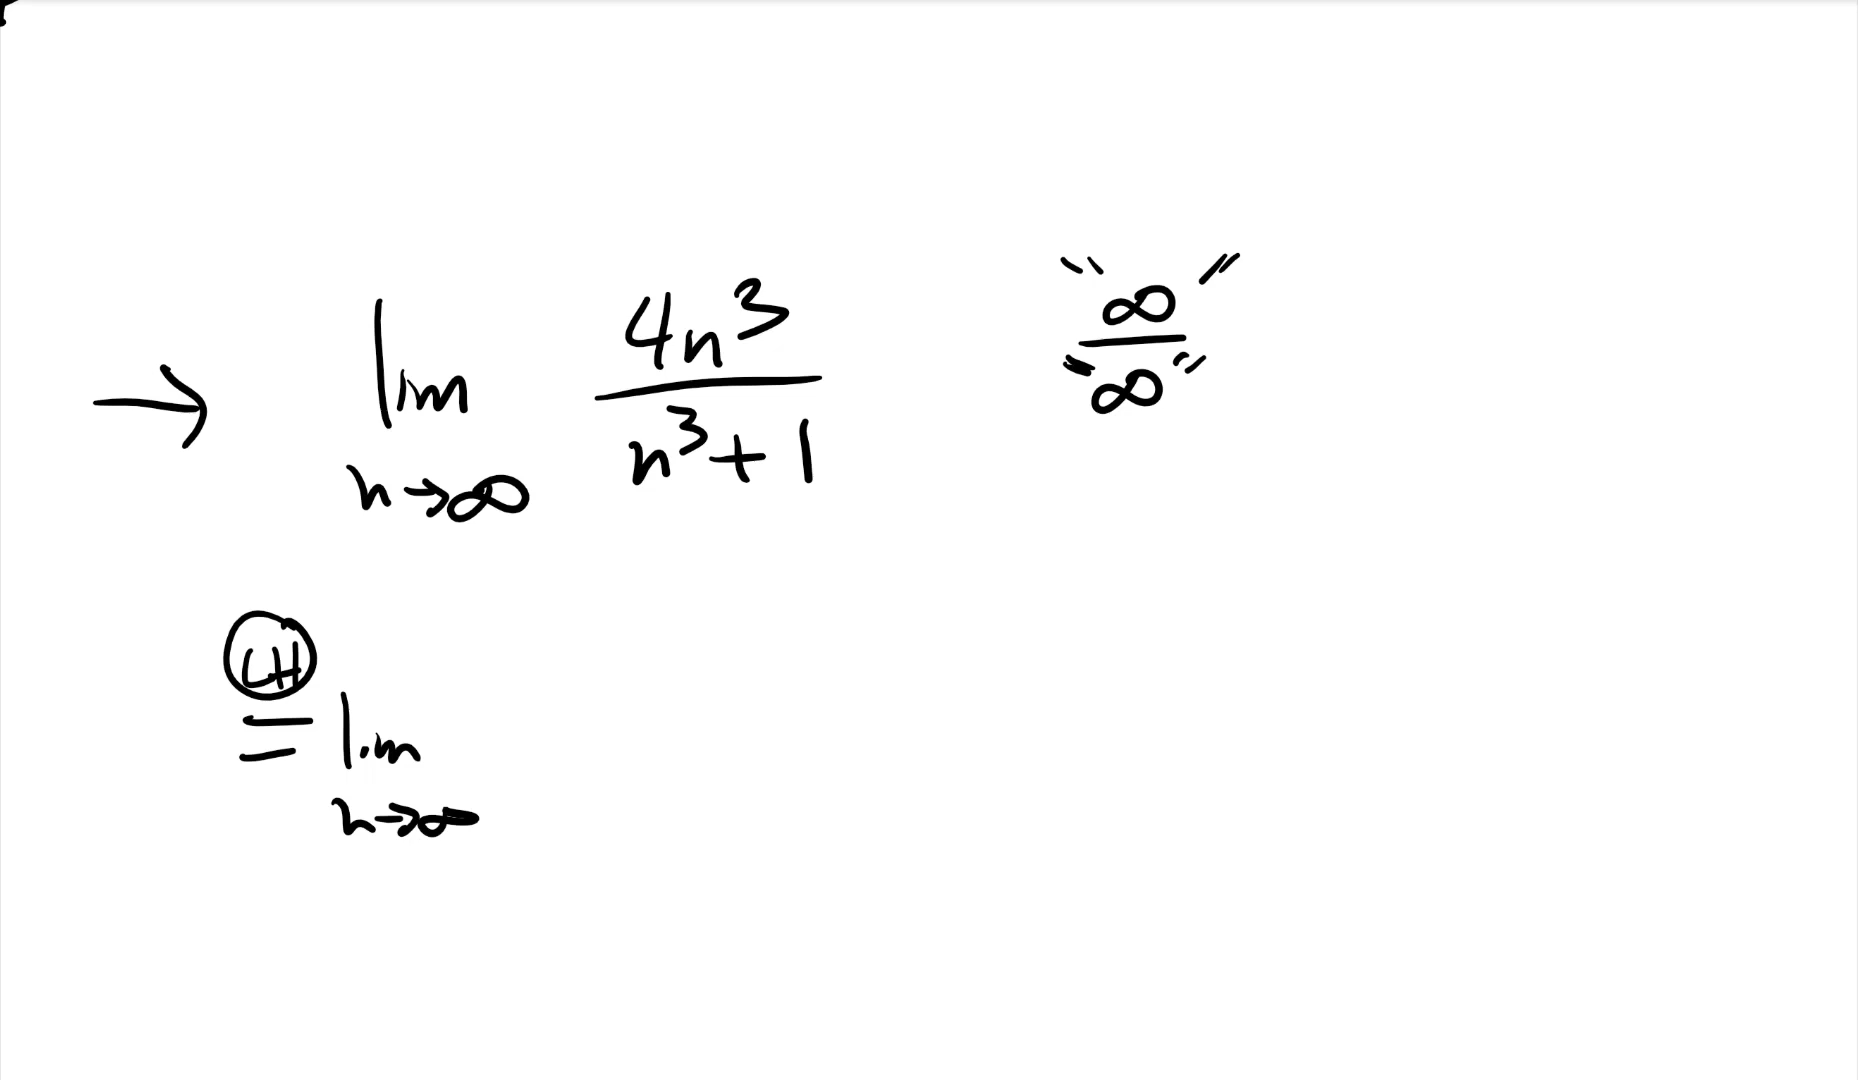 → lim n→∞ 4n³/(n³+1) "∞"/"∞"
(LH)
= lim n→∞